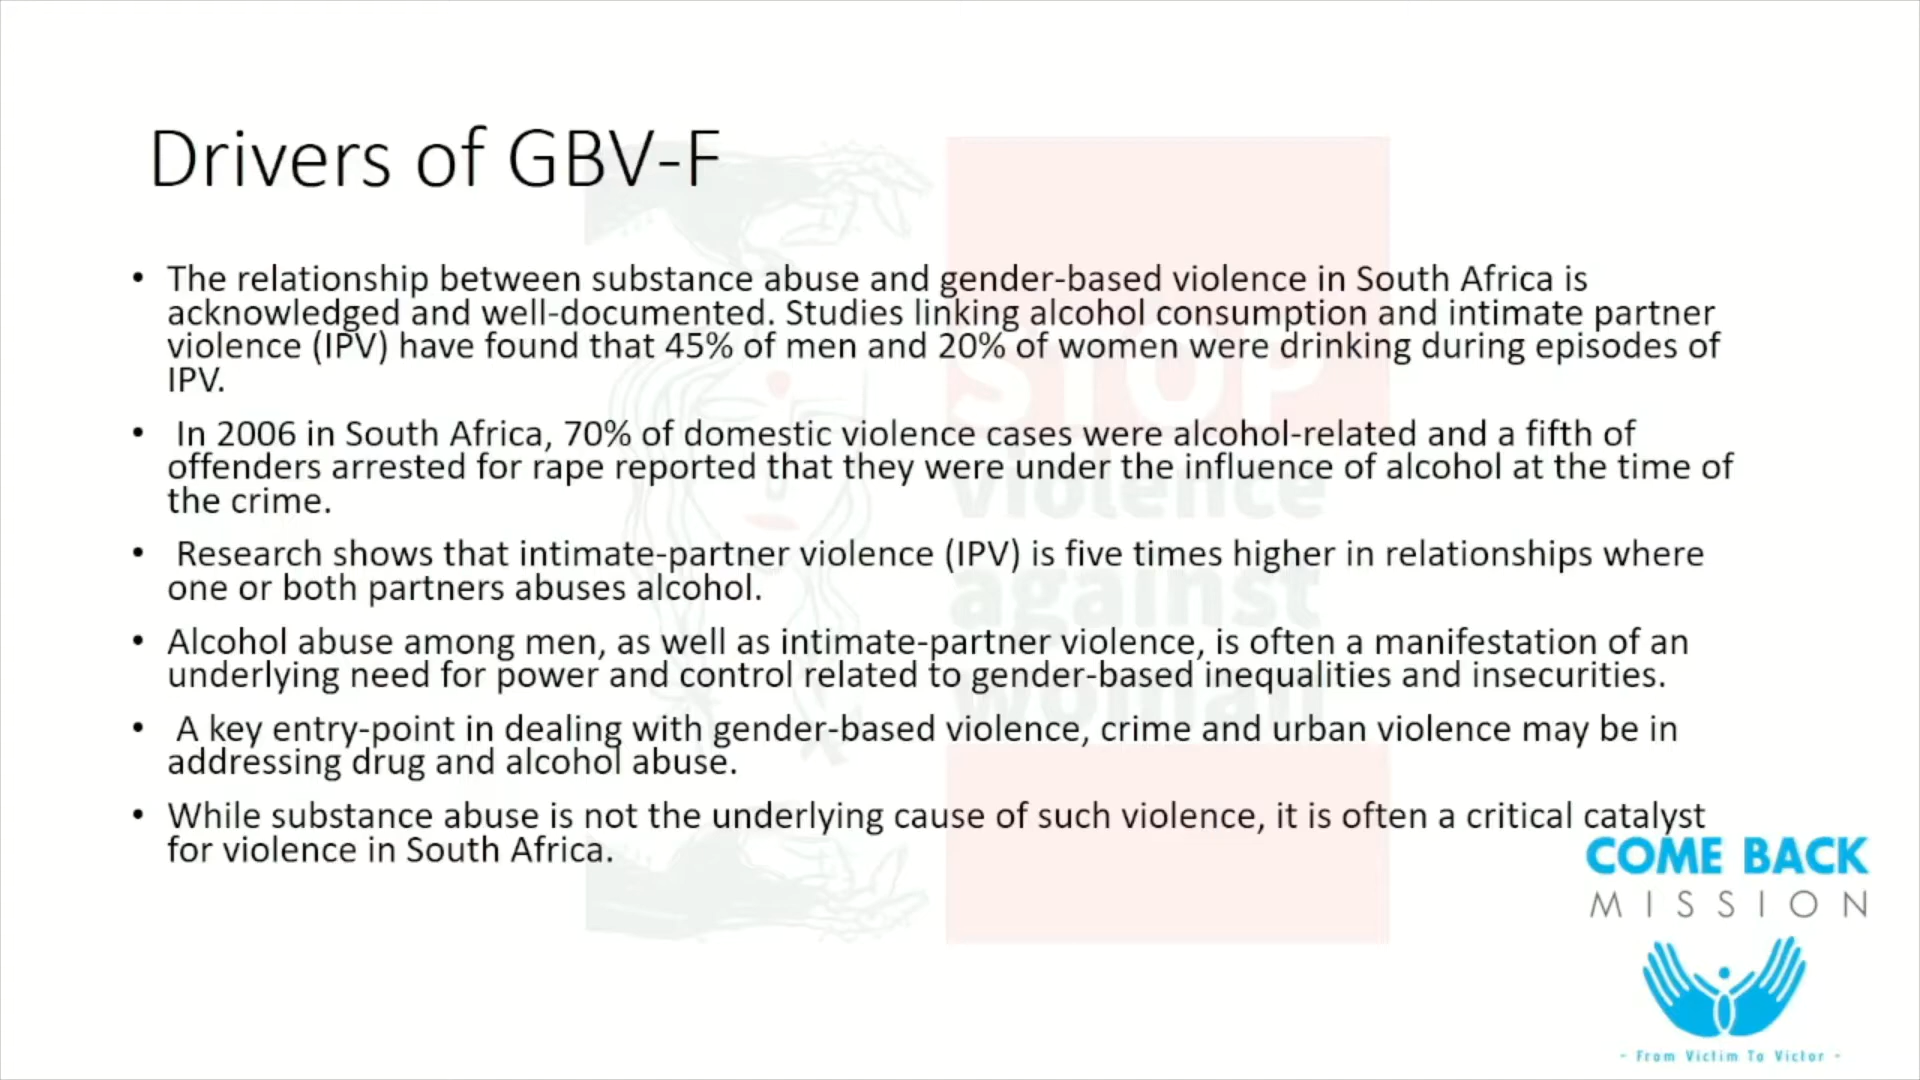 Drivers of GBV-F
• The relationship between substance abuse and gender-based violence in South Africa is
acknowledged and well-documented. Studies linking alcohol consumption and intimate partner
violence (IPV) have found that 45% of men and 20% of women were drinking during episodes of
IPV.
• In 2006 in South Africa, 70% of domestic violence cases were alcohol-related and a fifth of
offenders arrested for rape reported that they were under the influence of alcohol at the time of
the crime.
• Research shows that intimate-partner violence (IPV) is five times higher in relationships where
one or both partners abuses alcohol.
• Alcohol abuse among men, as well as intimate-partner violence, is often a manifestation of an
underlying need for power and control related to gender-based inequalities and insecurities.
• A key entry-point in dealing with gender-based violence, crime and urban violence may be in
addressing drug and alcohol abuse.
• While substance abuse is not the underlying cause of such violence, it is often a critical catalyst
for violence in South Africa.
STOP
violence
against
woman
COME BACK
MISSION
- From Victim To Victor -